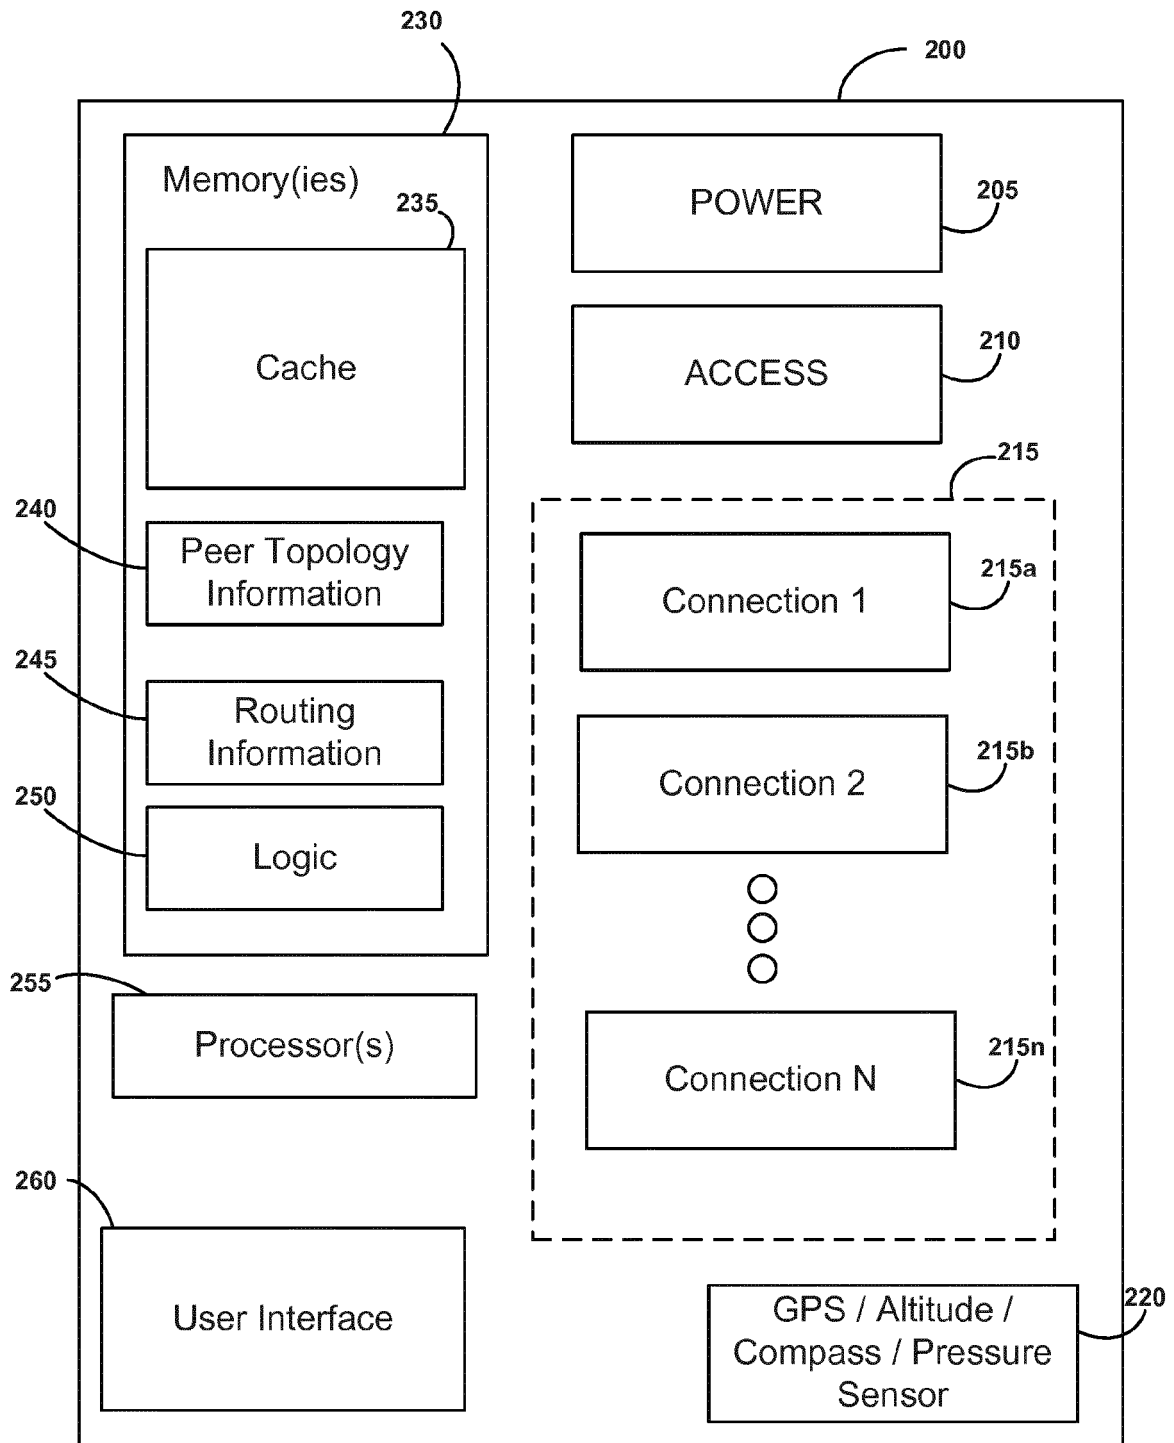 230
200
Memory(ies)
235
Cache
240
Peer Topology
Information
245
Routing
Information
250
Logic
255
Processor(s)
260
User Interface
POWER
205
ACCESS
210
215
Connection 1
215a
Connection 2
215b
Connection N
215n
GPS / Altitude /
Compass / Pressure
Sensor
220